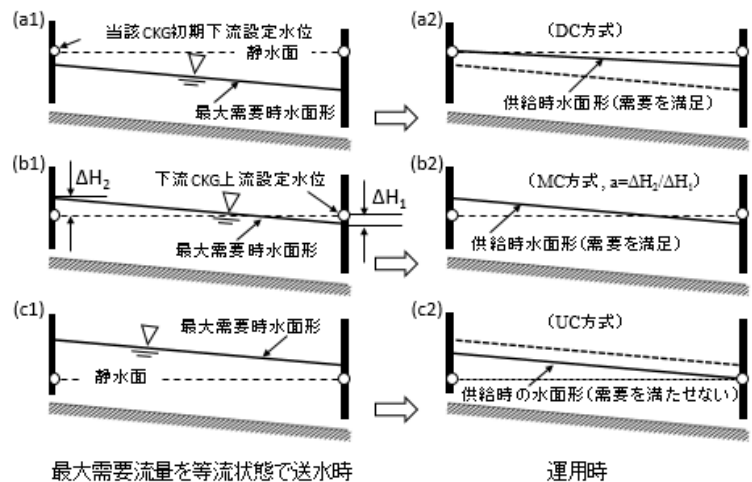 (a1)
当該CKG初期下流設定水位
静水面
最大需要時水面形
(a2)
(DC方式)
供給時水面形(需要を満足)
(b1)
ΔH2
下流CKG上流設定水位
ΔH1
最大需要時水面形
(b2)
(MC方式, a=ΔH2/ΔH1)
供給時水面形(需要を満足)
(c1)
最大需要時水面形
静水面
(c2)
(UC方式)
供給時の水面形(需要を満たせない)
最大需要流量を等流状態で送水時
運用時